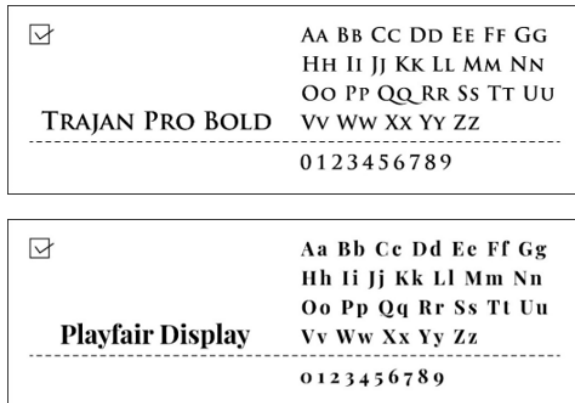 AA BB CC DD EE FF GG
HH II JJ KK LL MM NN
OO PP QQ RR SS TT UU
TRAJAN PRO BOLD VV WW XX YY ZZ
0123456789
Aa Bb Cc Dd Ee Ff Gg
Hh Ii Jj Kk Ll Mm Nn
Oo Pp Qq Rr Ss Tt Uu
Playfair Display Vv Ww Xx Yy Zz
0123456789